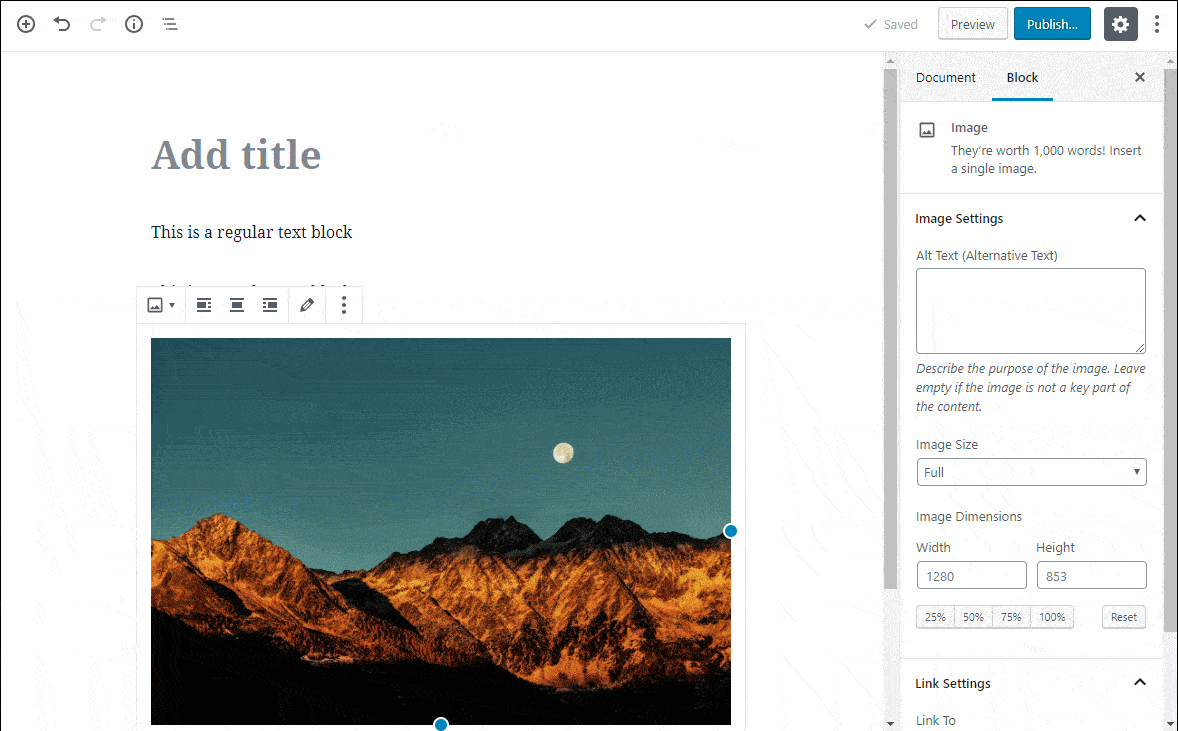 Saved Preview Publish...
Document Block
Image
They're worth 1,000 words! Insert
a single image.
Add title
This is a regular text block
Image Settings
Alt Text (Alternative Text)
Describe the purpose of the image. Leave
empty if the image is not a key part of
the content.
Image Size
Full
Image Dimensions
Width Height
1280 853
25% 50% 75% 100% Reset
Link Settings
Link To